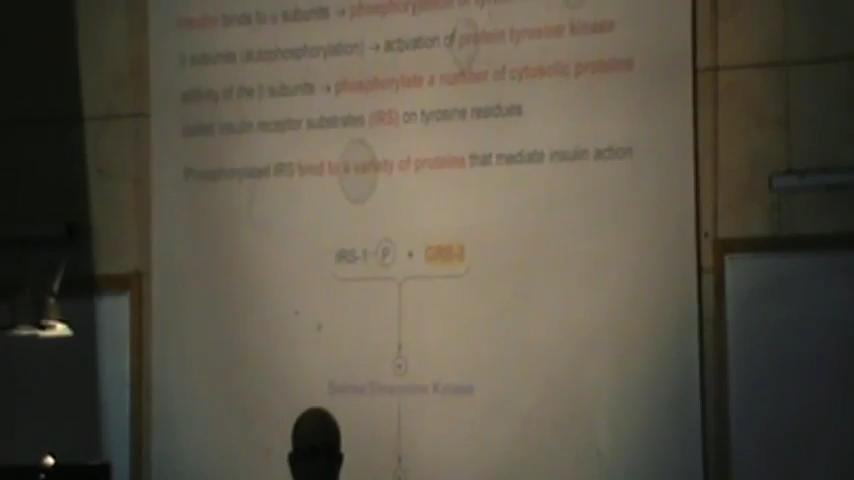 Insulin binds to α subunits → phosphorylation of
β subunits (autophosphorylation) → activation of protein tyrosine kinase
activity of the β subunits → phosphorylate a number of cytosolic proteins
called insulin receptor substrates (IRS) on tyrosine residues
Phosphorylated IRS bind to a variety of proteins that mediate insulin action
IRS-1 P + GRB-2
+
Serine/Threonine Kinase